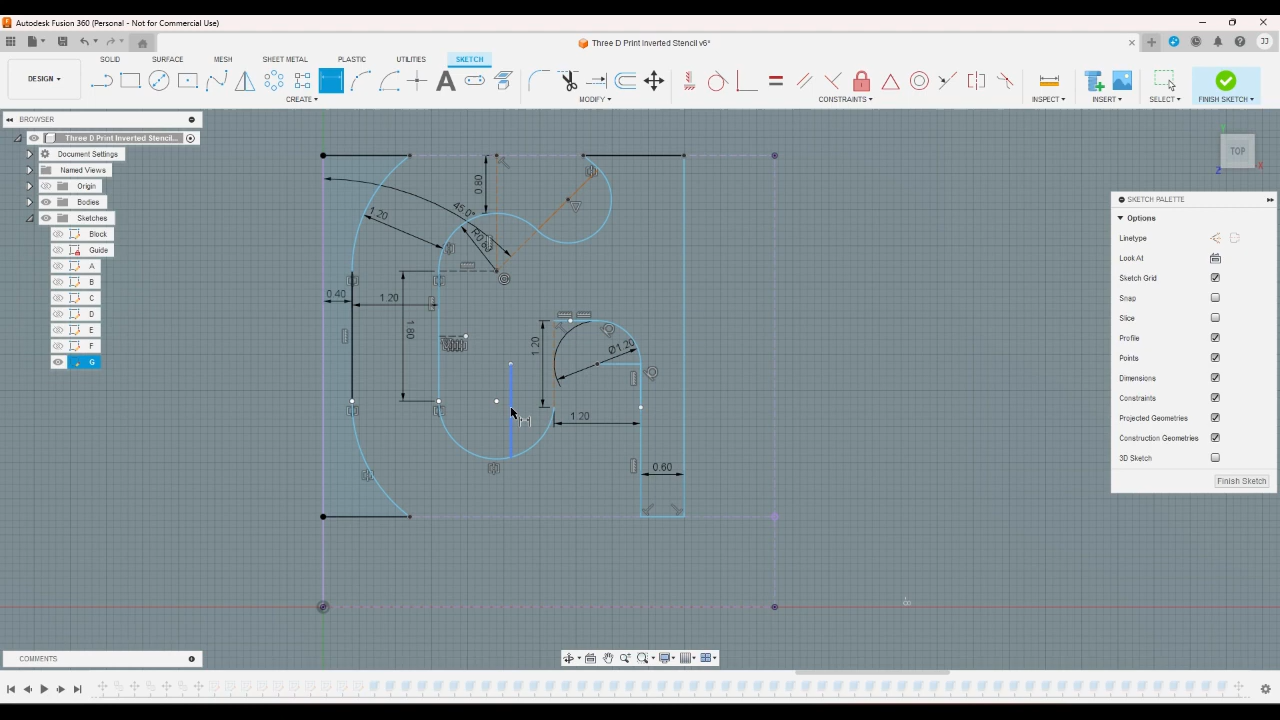 Autodesk Fusion 360 (Personal - Not for Commercial Use)
Three D Print Inverted Stencil v6*
JJ
SOLID SURFACE MESH SHEET METAL PLASTIC UTILITIES SKETCH
DESIGN
CREATE MODIFY CONSTRAINTS INSPECT INSERT SELECT FINISH SKETCH
BROWSER
Three D Print Inverted Stencil...
Document Settings
Named Views
Origin
Bodies
Sketches
Block
Guide
A
B
C
D
E
F
G
TOP
X
Z
SKETCH PALETTE
Options
Linetype
Look At
Sketch Grid
Snap
Slice
Profile
Points
Dimensions
Constraints
Projected Geometries
Construction Geometries
3D Sketch
Finish Sketch
0.80
45.0°
1.20
0.40
1.20
1.80
1.20
Ø1.20
1.20
0.60
COMMENTS